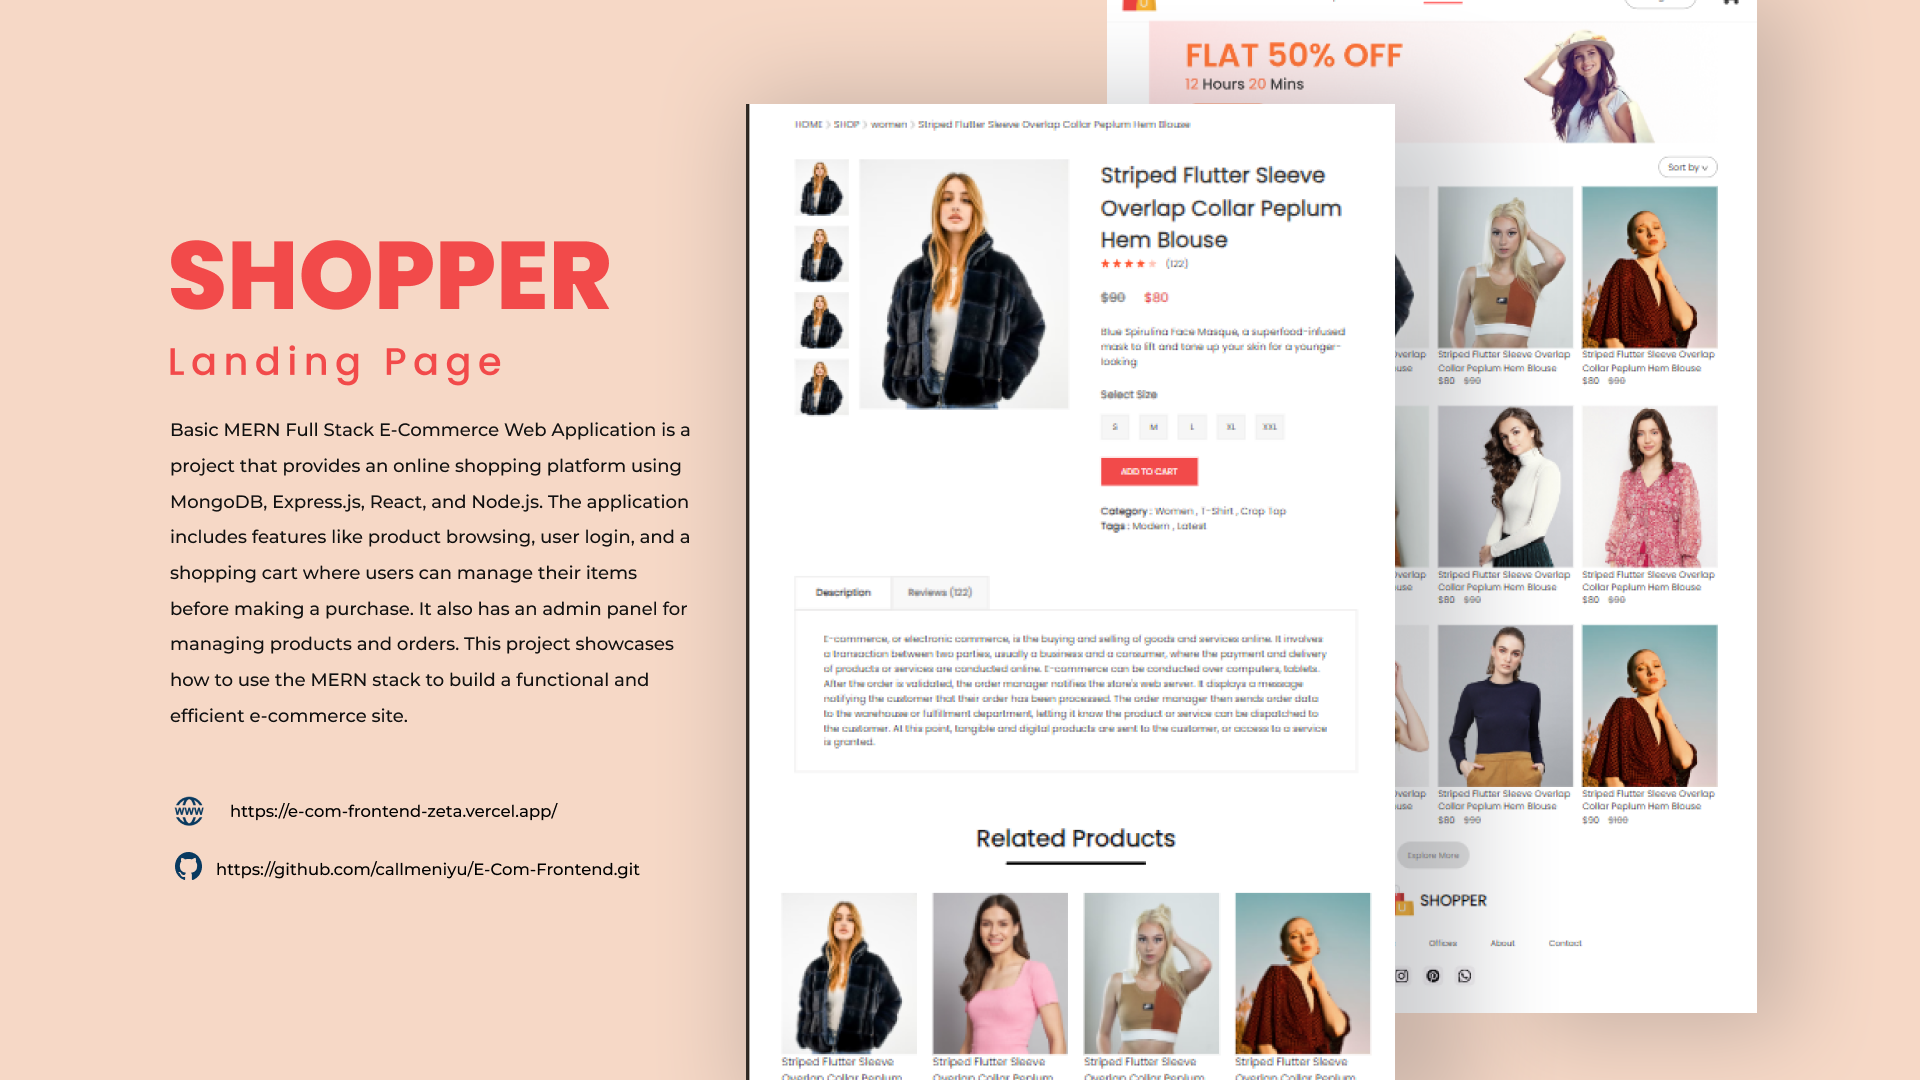 SHOPPER
Landing Page
Basic MERN Full Stack E-Commerce Web Application is a
project that provides an online shopping platform using
MongoDB, Express.js, React, and Node.js. The application
includes features like product browsing, user login, and a
shopping cart where users can manage their items
before making a purchase. It also has an admin panel for
managing products and orders. This project showcases
how to use the MERN stack to build a functional and
efficient e-commerce site.
www
https://e-com-frontend-zeta.vercel.app/
https://github.com/callmeniyu/E-Com-Frontend.git
HOME > SHOP > women > Striped Flutter Sleeve Overlap Collar Peplum Hem Blouse
Striped Flutter Sleeve
Overlap Collar Peplum
Hem Blouse
(122)
$90 $80
Blue Spirulina Face Masque, a superfood-infused
mask to lift and tone up your skin for a younger-
looking
Select Size
S M L XL XXL
ADD TO CART
Category : Women , T-Shirt , Crop Top
Tags : Modern , Latest
Description Reviews (122)
E-commerce, or electronic commerce, is the buying and selling of goods and services online. It involves
a transaction between two parties, usually a business and a consumer, where the payment and delivery
of products or services are conducted online. E-commerce can be conducted over computers, tablets.
After the order is validated, the order manager notifies the store's web server. It displays a message
notifying the customer that their order has been processed. The order manager then sends order data
to the warehouse or fulfillment department, letting it know the product or service can be dispatched to
the customer. At this point, tangible and digital products are sent to the customer, or access to a service
is granted.
Related Products
Striped Flutter Sleeve Striped Flutter Sleeve Striped Flutter Sleeve Striped Flutter Sleeve
Overlap Collar Peplum Overlap Collar Peplum Overlap Collar Peplum Overlap Collar Peplum
FLAT 50% OFF
12 Hours 20 Mins
Sort by
Striped Flutter Sleeve Overlap Striped Flutter Sleeve Overlap
Collar Peplum Hem Blouse Collar Peplum Hem Blouse
$80 $90 $80 $90
Striped Flutter Sleeve Overlap Striped Flutter Sleeve Overlap
Collar Peplum Hem Blouse Collar Peplum Hem Blouse
$80 $90 $80 $90
Striped Flutter Sleeve Overlap Striped Flutter Sleeve Overlap
Collar Peplum Hem Blouse Collar Peplum Hem Blouse
$80 $90 $90 $100
Explore More
SHOPPER
Offices About Contact